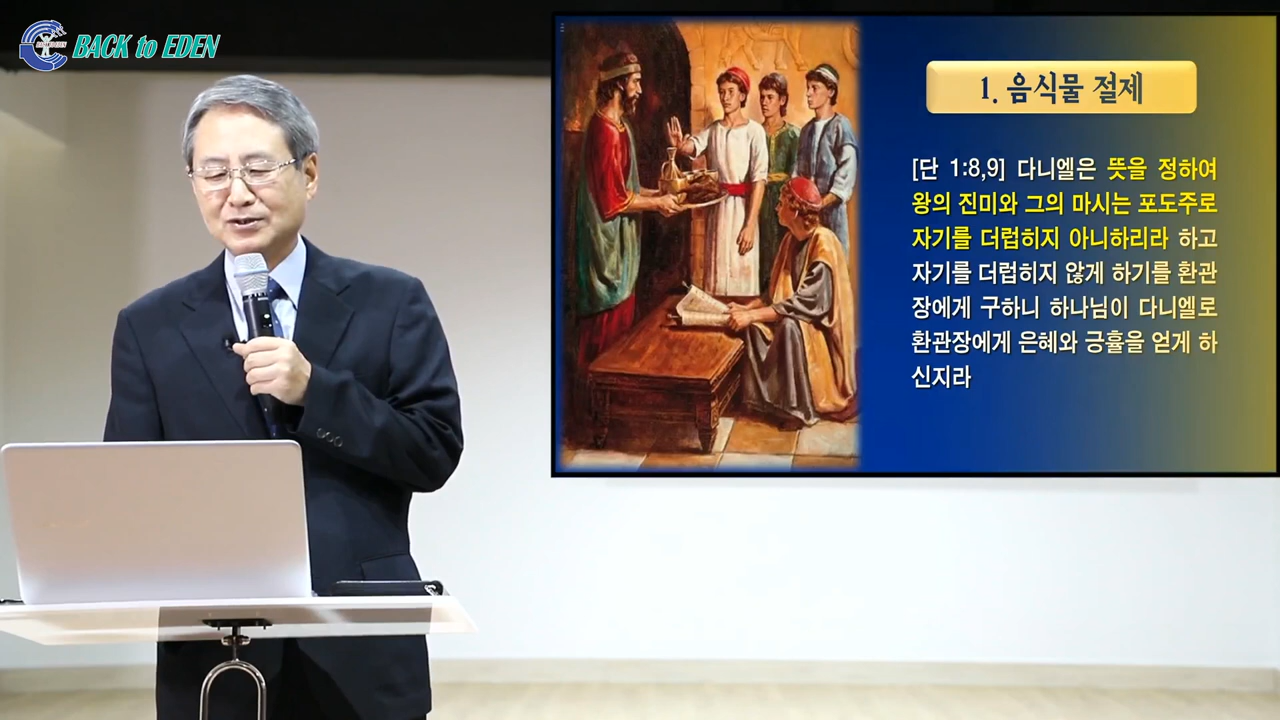 BACK to EDEN
1. 음식물 절제
[단 1:8,9] 다니엘은 뜻을 정하여
왕의 진미와 그의 마시는 포도주로
자기를 더럽히지 아니하리라 하고
자기를 더럽히지 않게 하기를 환관
장에게 구하니 하나님이 다니엘로
환관장에게 은혜와 긍휼을 얻게 하
신지라